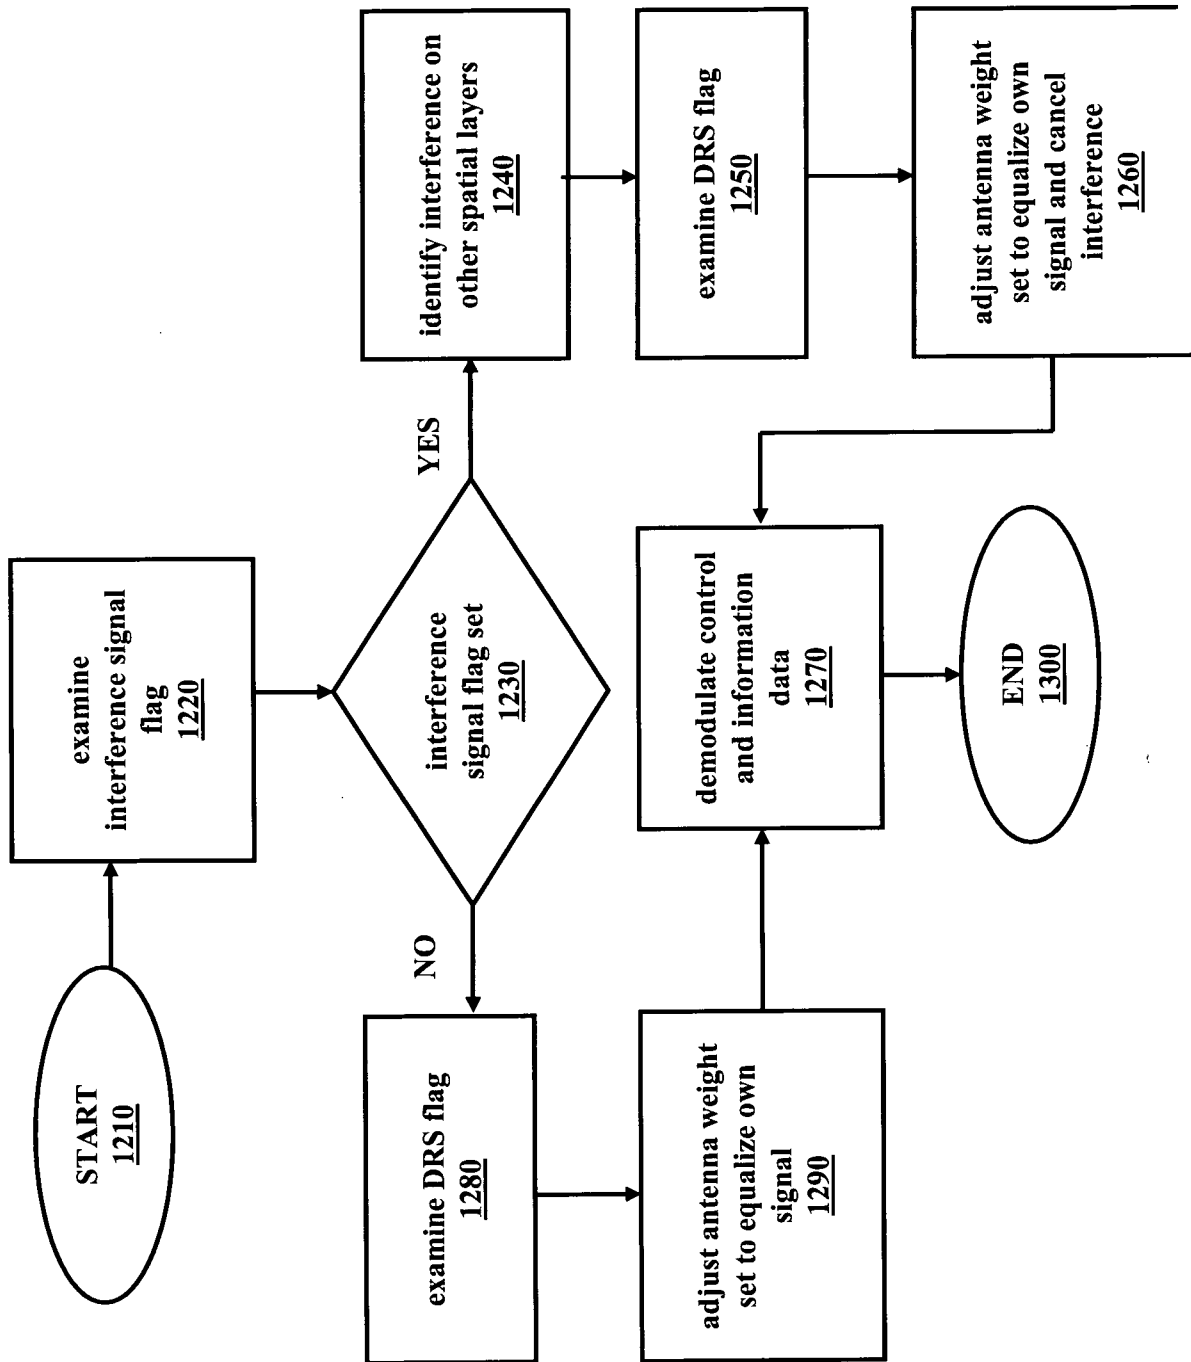 START
1210
examine
interference signal
flag
1220
interference
signal flag set
1230
YES
NO
identify interference on
other spatial layers
1240
examine DRS flag
1250
adjust antenna weight
set to equalize own
signal and cancel
interference
1260
examine DRS flag
1280
adjust antenna weight
set to equalize own
signal
1290
demodulate control
and information
data
1270
END
1300